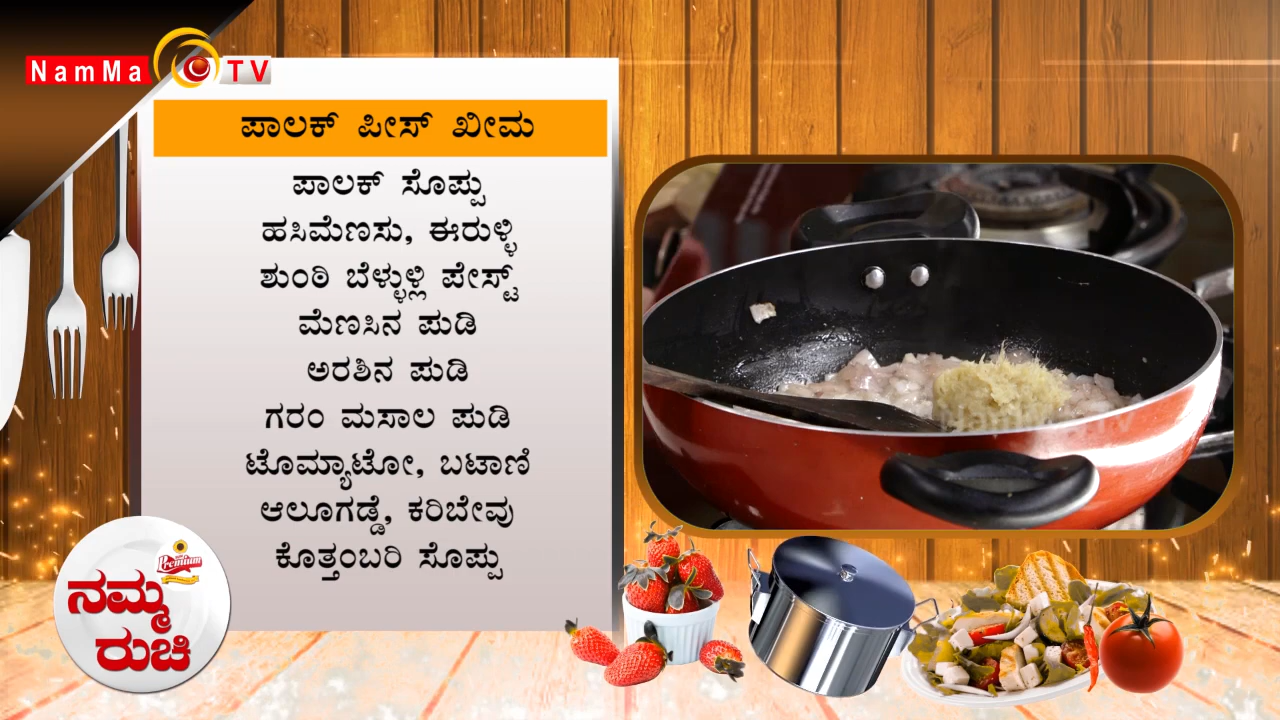 NamMa TV
ಪಾಲಕ್ ಪೀಸ್ ಖೀಮ
ಪಾಲಕ್ ಸೊಪ್ಪು
ಹಸಿಮೆಣಸು, ಈರುಳ್ಳಿ
ಶುಂಠಿ ಬೆಳ್ಳುಳ್ಳಿ ಪೇಸ್ಟ್
ಮೆಣಸಿನ ಪುಡಿ
ಅರಶಿನ ಪುಡಿ
ಗರಂ ಮಸಾಲ ಪುಡಿ
ಟೊಮ್ಯಾಟೋ, ಬಟಾಣಿ
ಆಲೂಗಡ್ಡೆ, ಕರಿಬೇವು
ಕೊತ್ತಂಬರಿ ಸೊಪ್ಪು
Premium
ನಮ್ಮ
ರುಚಿ